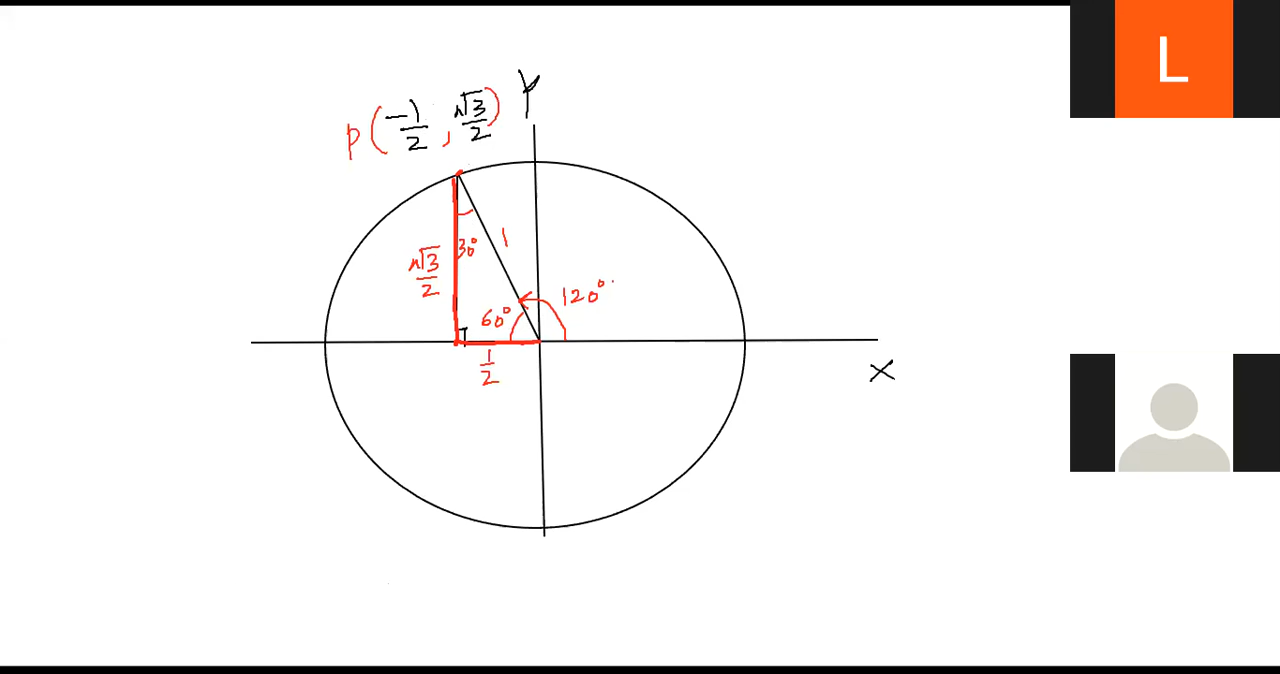 Y
P(-1/2, √3/2)
30°
1
√3/2
120°
60°
1/2
X
L